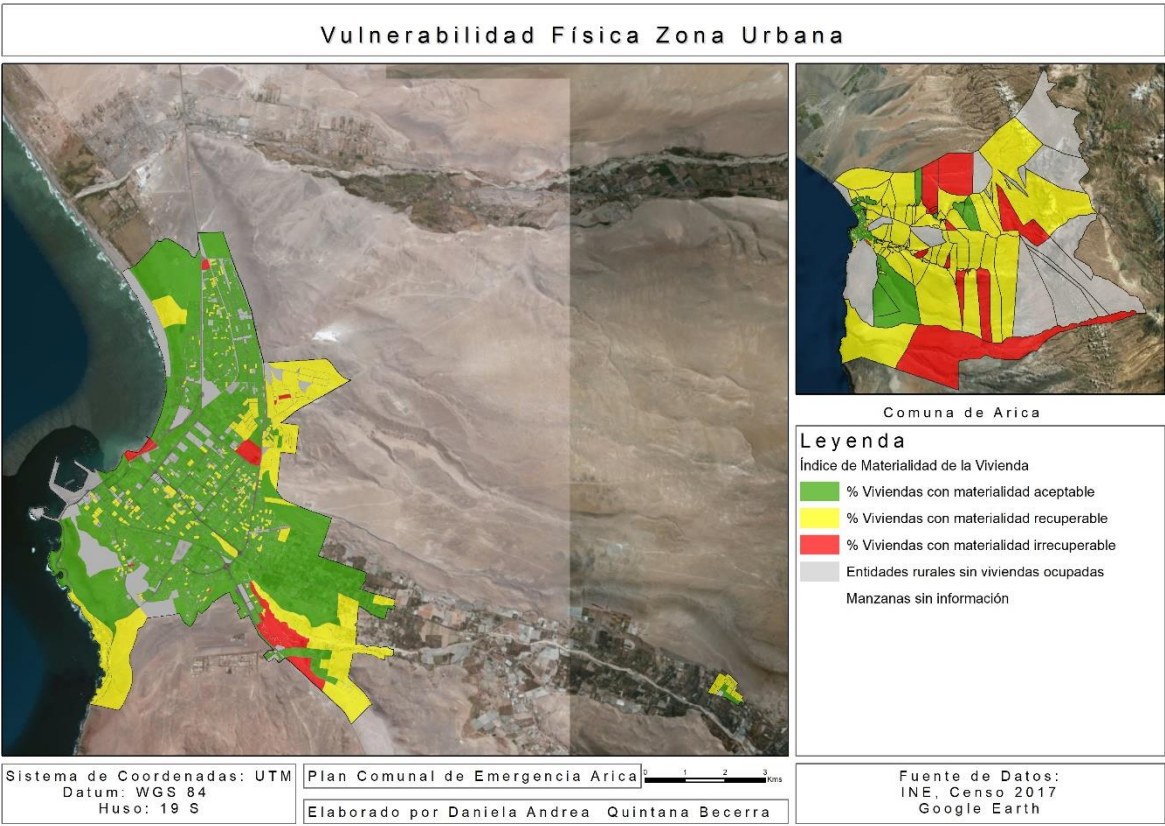 Vulnerabilidad Física Zona Urbana
Comuna de Arica
Leyenda
Índice de Materialidad de la Vivienda
% Viviendas con materialidad aceptable
% Viviendas con materialidad recuperable
% Viviendas con materialidad irrecuperable
Entidades rurales sin viviendas ocupadas
Manzanas sin información
Sistema de Coordenadas: UTM
Datum: WGS 84
Huso: 19 S
Plan Comunal de Emergencia Arica
0 1 2 3 Kms
Elaborado por Daniela Andrea Quintana Becerra
Fuente de Datos:
INE, Censo 2017
Google Earth